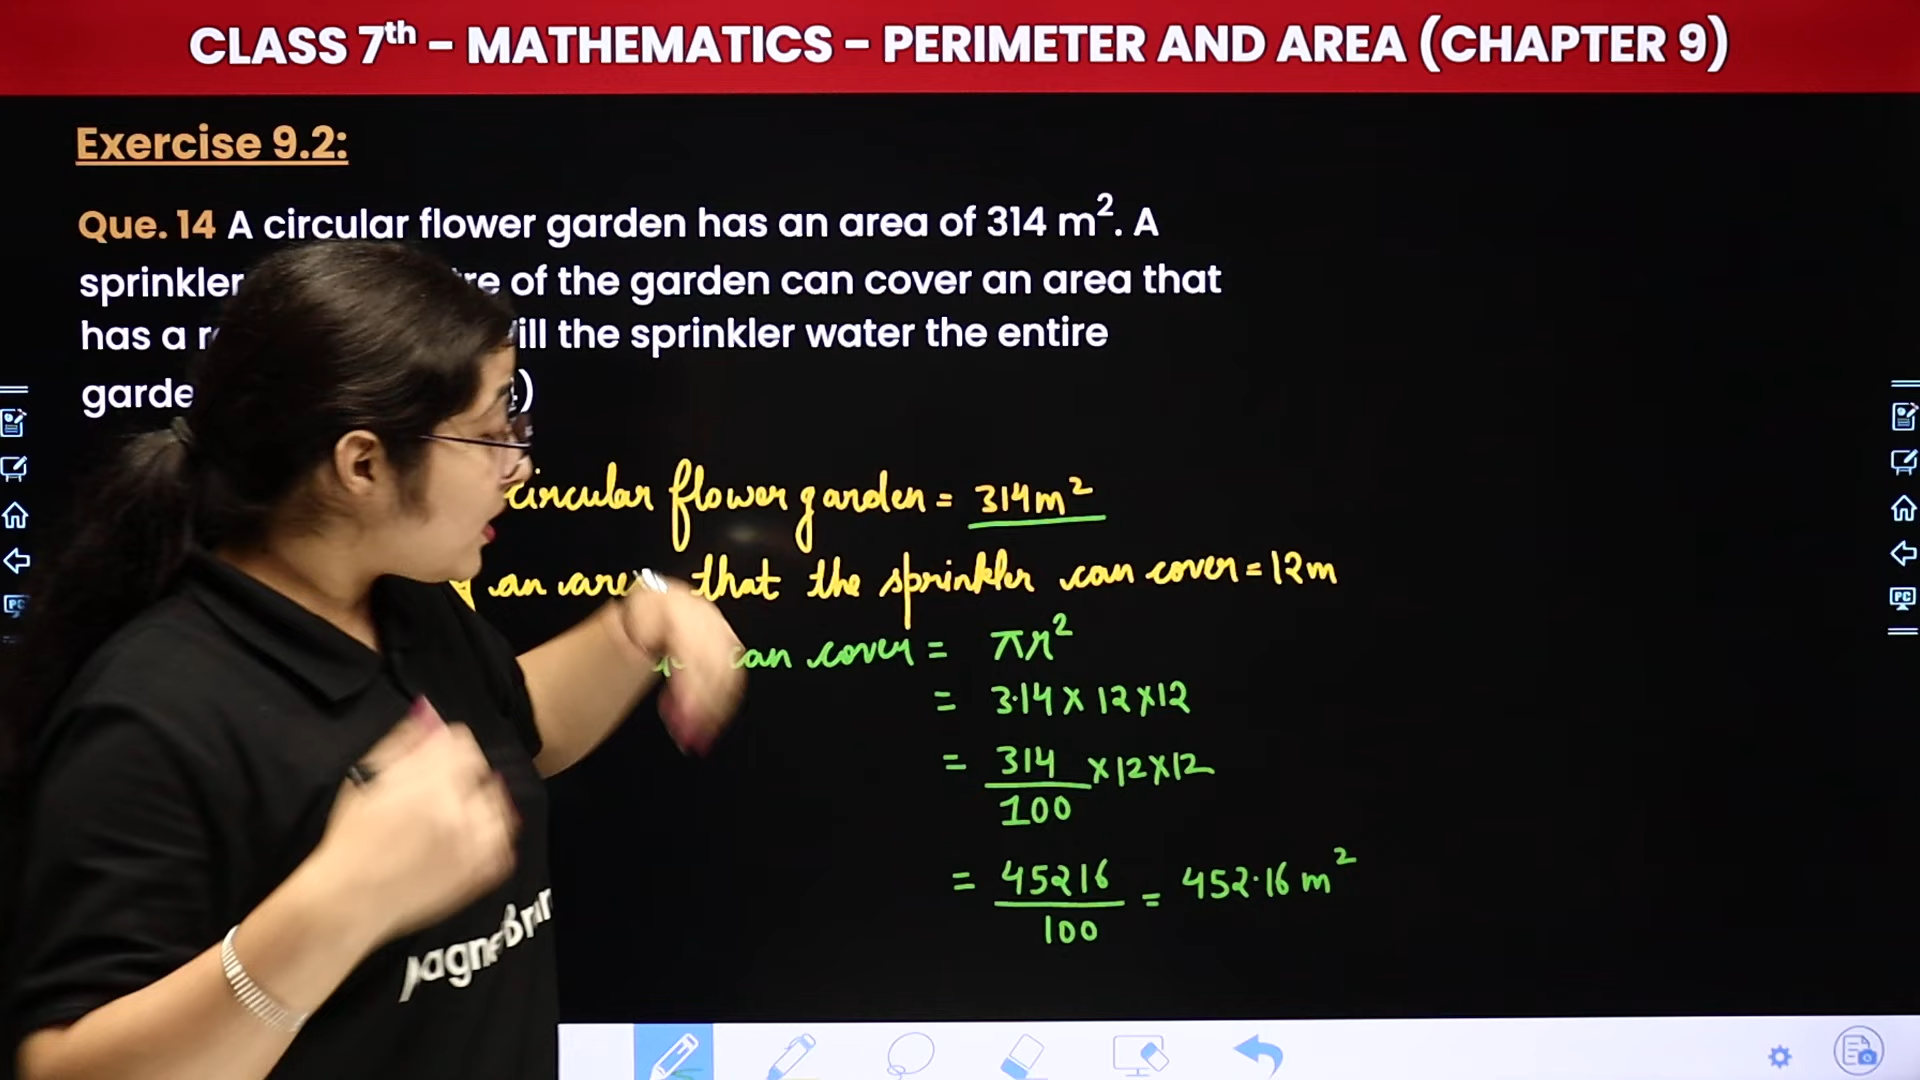 CLASS 7th - MATHEMATICS - PERIMETER AND AREA (CHAPTER 9)
Exercise 9.2:
Que. 14 A circular flower garden has an area of 314 m². A
sprinkler of the garden can cover an area that
has a the sprinkler water the entire
)
circular flower garden = 314m²
an area that the sprinkler can cover = 12m
can cover = πr²
= 3.14 × 12 × 12
= 314/100 × 12 × 12
= 45216/100 = 452.16 m²
PC
PC